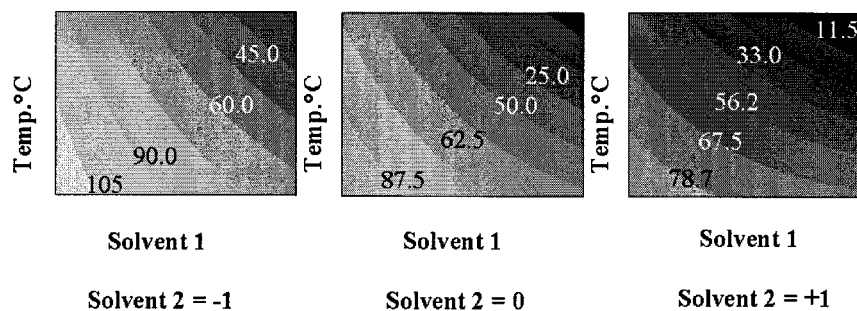 Temp.°C
45.0
60.0
90.0
105
Solvent 1
Solvent 2 = -1
Temp.°C
25.0
50.0
62.5
87.5
Solvent 1
Solvent 2 = 0
Temp.°C
11.5
33.0
56.2
67.5
78.7
Solvent 1
Solvent 2 = +1